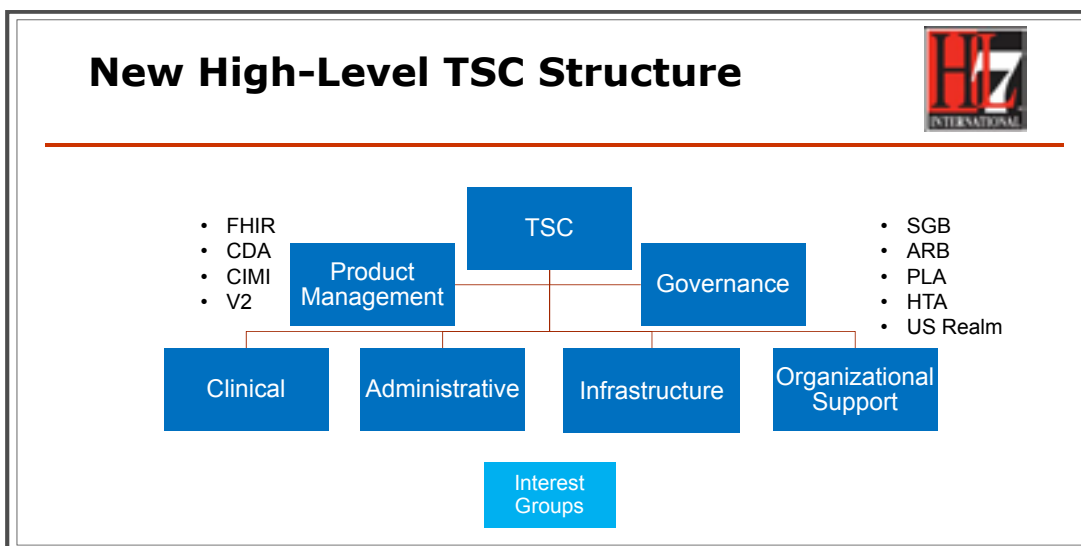 New High-Level TSC Structure
HL7
INTERNATIONAL
• FHIR
• CDA
• CIMI
• V2
TSC
Product
Management
Governance
• SGB
• ARB
• PLA
• HTA
• US Realm
Clinical
Administrative
Infrastructure
Organizational
Support
Interest
Groups